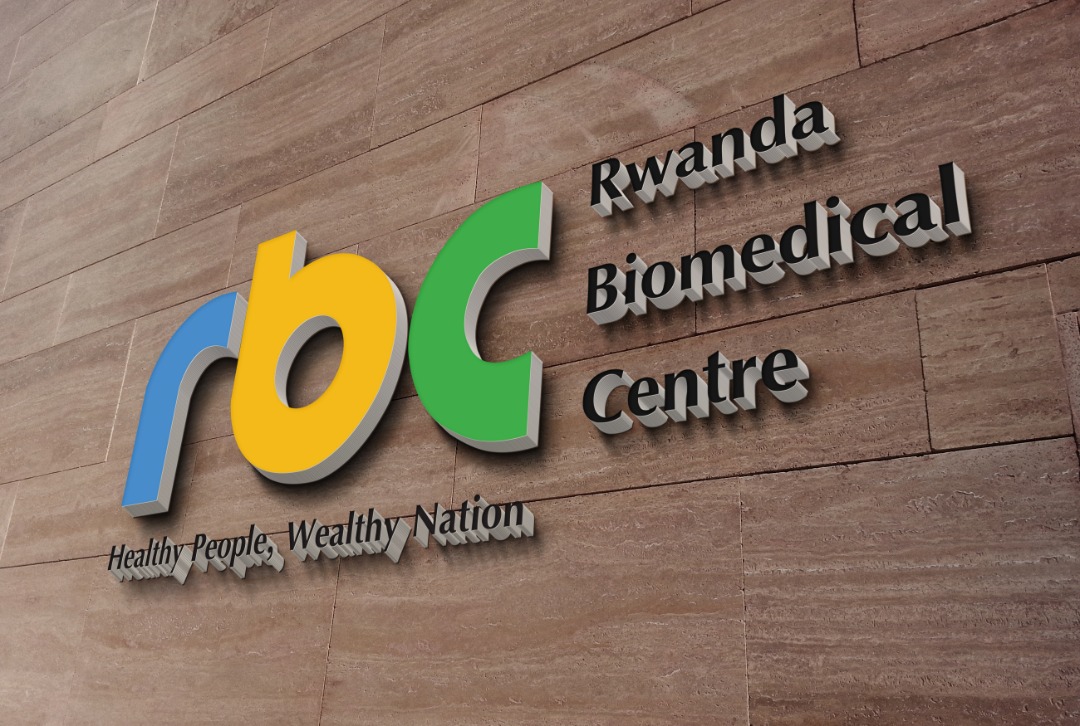 rbc
Rwanda
Biomedical
Centre
Healthy People, Wealthy Nation